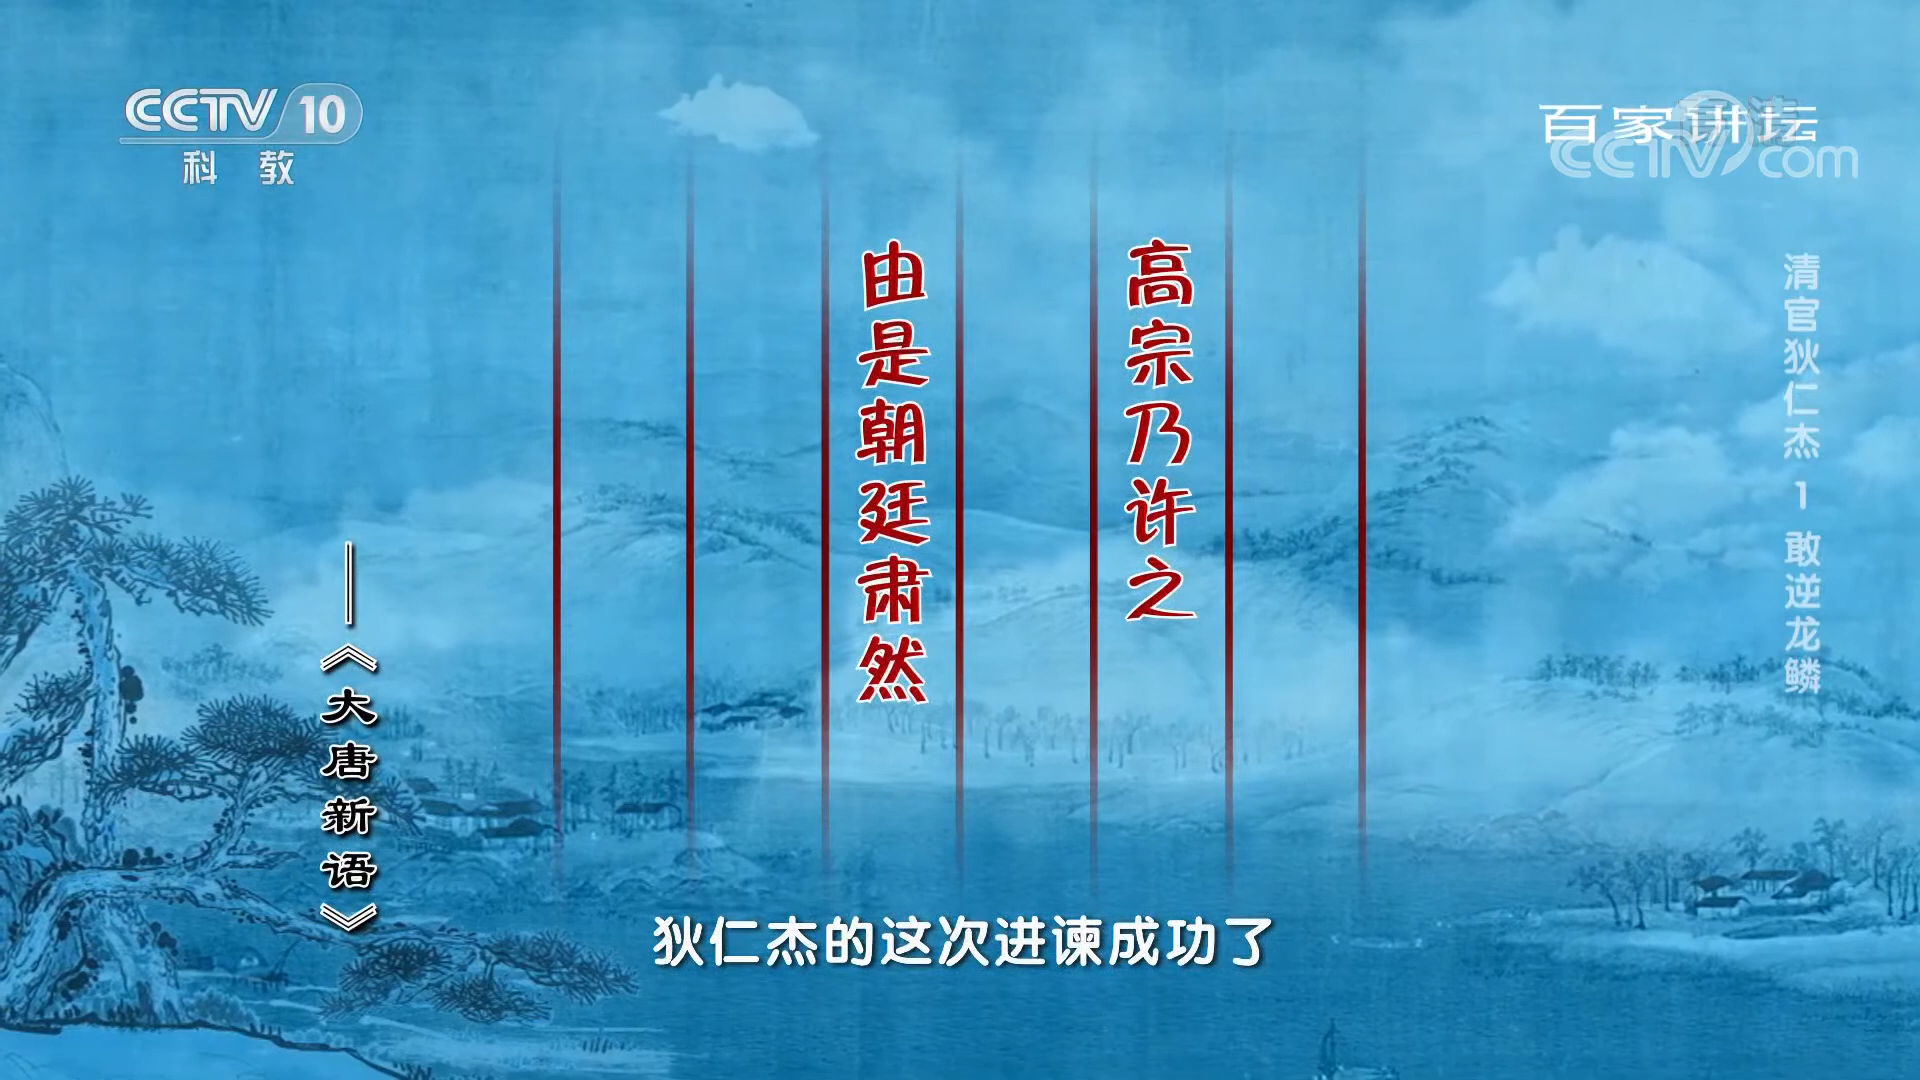 CCTV 10
科教
百家讲坛
CCTV.com
清官狄仁杰 1 敢逆龙鳞
高宗乃许之
由是朝廷肃然
——《大唐新语》
狄仁杰的这次进谏成功了